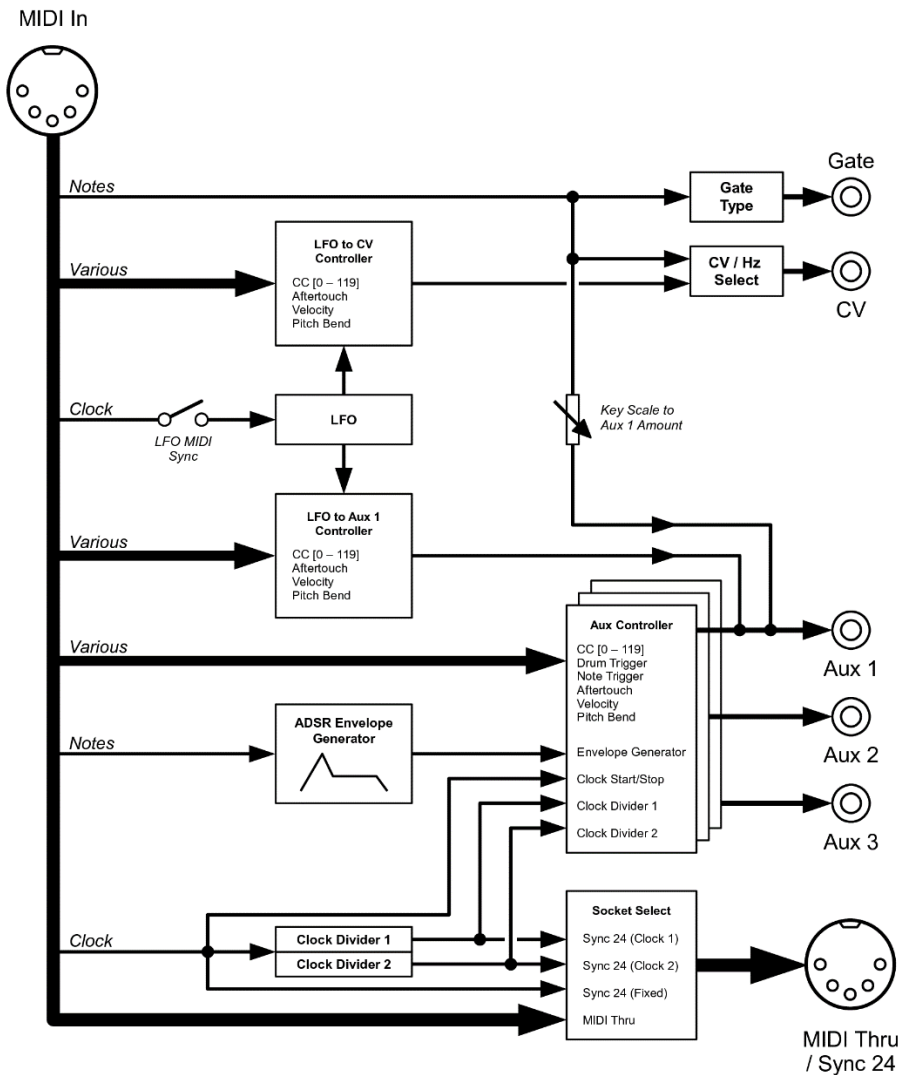 MIDI In
Notes
Gate
Gate
Type
Various
LFO to CV
Controller
CC [0 – 119]
Aftertouch
Velocity
Pitch Bend
CV / Hz
Select
CV
Clock
LFO MIDI
Sync
LFO
Key Scale to
Aux 1 Amount
Various
LFO to Aux 1
Controller
CC [0 – 119]
Aftertouch
Velocity
Pitch Bend
Various
Aux Controller
CC [0 – 119]
Drum Trigger
Note Trigger
Aftertouch
Velocity
Pitch Bend
Envelope Generator
Clock Start/Stop
Clock Divider 1
Clock Divider 2
Aux 1
Aux 2
Aux 3
Notes
ADSR Envelope
Generator
Clock
Clock Divider 1
Clock Divider 2
Socket Select
Sync 24 (Clock 1)
Sync 24 (Clock 2)
Sync 24 (Fixed)
MIDI Thru
MIDI Thru
/ Sync 24